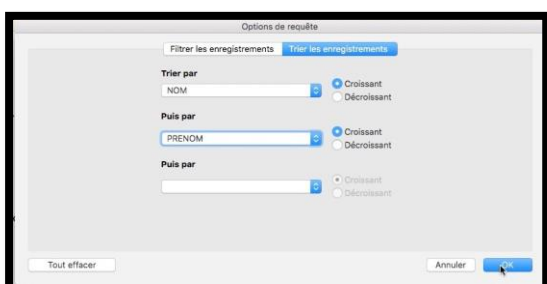 Options de requête
Filtrer les enregistrements Trier les enregistrements
Trier par
NOM
Croissant
Décroissant
Puis par
PRENOM
Croissant
Décroissant
Puis par
Croissant
Décroissant
Tout effacer Annuler OK